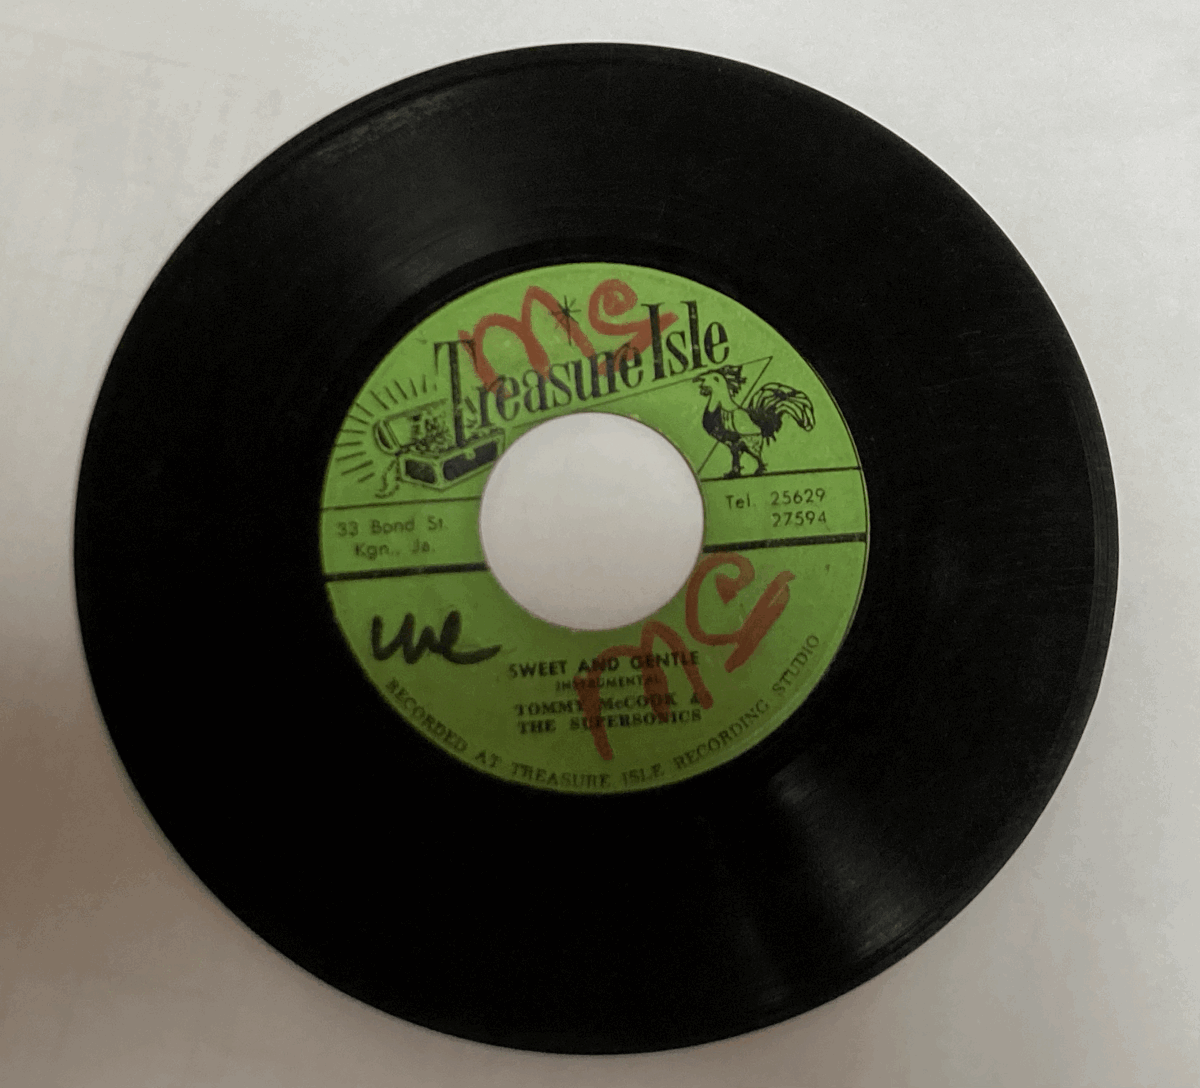 Treasure Isle
33 Bond St.
Kgn., Ja.
Tel. 25629
27594
SWEET AND GENTLE
INSTRUMENTAL
TOMMY McCOOK &
THE SUPERSONICS
RECORDED AT TREASURE ISLE RECORDING STUDIO